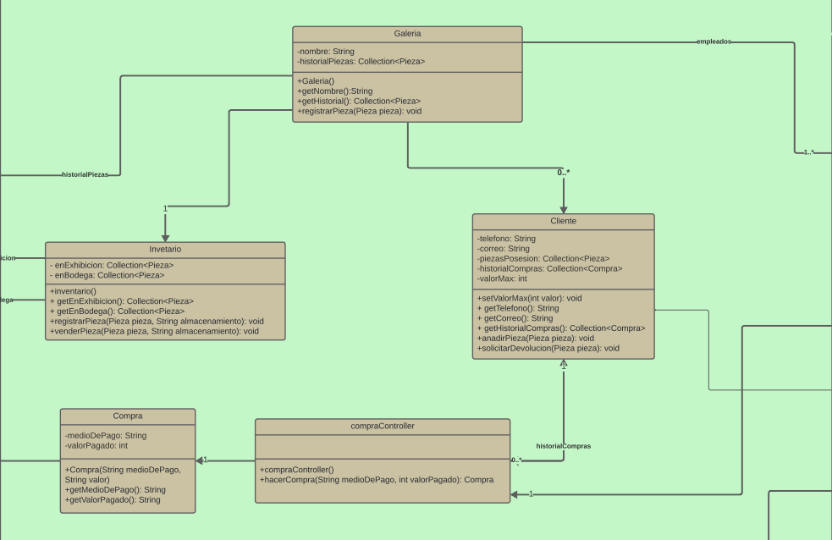 Galeria
-nombre: String
-historialPiezas: Collection<Pieza>
+Galeria()
+getNombre():String
+getHistorial(): Collection<Pieza>
+registrarPieza(Pieza pieza): void
empleados
1..*
historialPiezas
0..*
1
Invetario
- enExhibicion: Collection<Pieza>
- enBodega: Collection<Pieza>
+inventario()
+ getEnExhibicion(): Collection<Pieza>
+ getEnBodega(): Collection<Pieza>
+registrarPieza(Pieza pieza, String almacenamiento): void
+venderPieza(Pieza pieza, String almacenamiento): void
icion
ega
Cliente
-telefono: String
-correo: String
-piezasPosesion: Collection<Pieza>
-historialCompras: Collection<Compra>
-valorMax: int
+setValorMax(int valor): void
+ getTelefono(): String
+ getCorreo(): String
+ getHistorialCompras(): Collection<Compra>
+anadirPieza(Pieza pieza): void
+solicitarDevolucion(Pieza pieza): void
1
historialCompras
0..*
Compra
-medioDePago: String
-valorPagado: int
+Compra(String medioDePago,
String valor)
+getMedioDePago(): String
+getValorPagado(): String
1
compraController
+compraController()
+hacerCompra(String medioDePago, int valorPagado): Compra
1